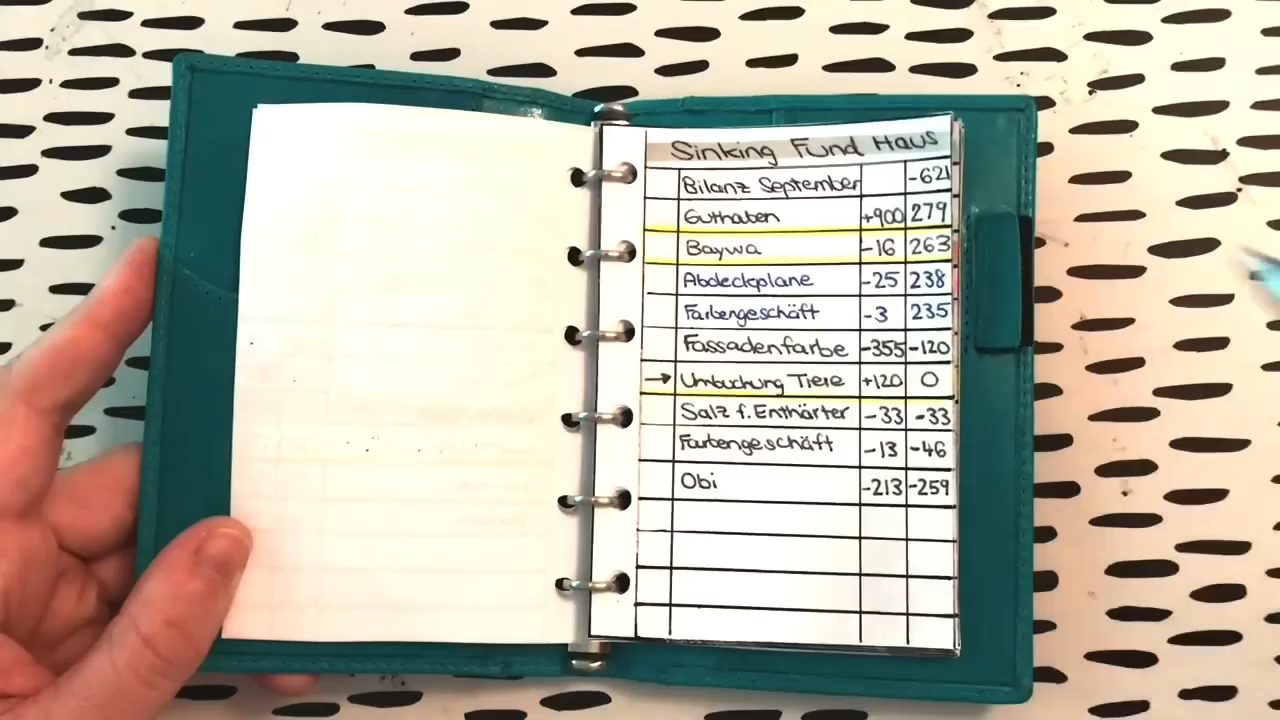 Sinking Fund Haus
Bilanz September -621
Guthaben +900 279
Baywa -16 263
Abdeckplane -25 238
Farbengeschäft -3 235
Fassadenfarbe -355 -120
→ Umbuchung Tiere +120 0
Salz f. Enthärter -33 -33
Farbengeschäft -13 -46
Obi -213 -259